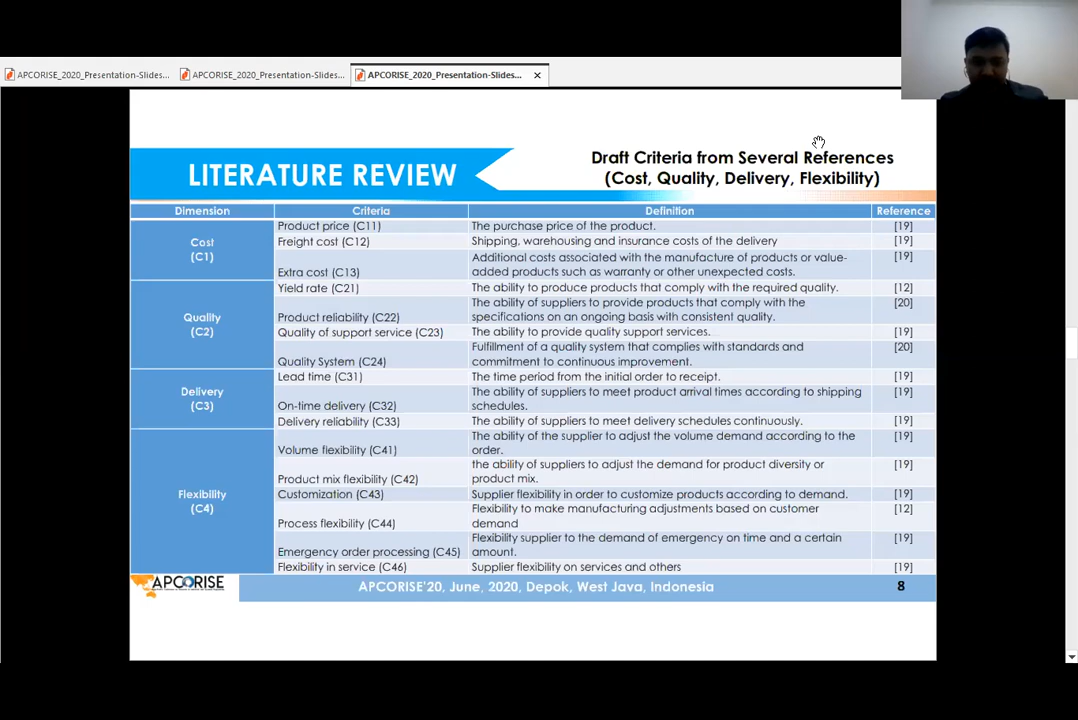 APCORISE_2020_Presentation-Slides... APCORISE_2020_Presentation-Slides... APCORISE_2020_Presentation-Slides... ×
LITERATURE REVIEW
Draft Criteria from Several References
(Cost, Quality, Delivery, Flexibility)
Dimension Criteria Definition Reference
Cost
(C1)
Product price (C11) The purchase price of the product. [19]
Freight cost (C12) Shipping, warehousing and insurance costs of the delivery [19]
Extra cost (C13) Additional costs associated with the manufacture of products or value-
added products such as warranty or other unexpected costs. [19]
Quality
(C2)
Yield rate (C21) The ability to produce products that comply with the required quality. [12]
Product reliability (C22) The ability of suppliers to provide products that comply with the
specifications on an ongoing basis with consistent quality. [20]
Quality of support service (C23) The ability to provide quality support services. [19]
Quality System (C24) Fulfillment of a quality system that complies with standards and
commitment to continuous improvement. [20]
Delivery
(C3)
Lead time (C31) The time period from the initial order to receipt. [19]
On-time delivery (C32) The ability of suppliers to meet product arrival times according to shipping
schedules. [19]
Delivery reliability (C33) The ability of suppliers to meet delivery schedules continuously. [19]
Flexibility
(C4)
Volume flexibility (C41) The ability of the supplier to adjust the volume demand according to the
order. [19]
Product mix flexibility (C42) the ability of suppliers to adjust the demand for product diversity or
product mix. [19]
Customization (C43) Supplier flexibility in order to customize products according to demand. [19]
Process flexibility (C44) Flexibility to make manufacturing adjustments based on customer
demand [12]
Emergency order processing (C45) Flexibility supplier to the demand of emergency on time and a certain
amount. [19]
Flexibility in service (C46) Supplier flexibility on services and others [19]
APCORISE
APCORISE'20, June, 2020, Depok, West Java, Indonesia 8